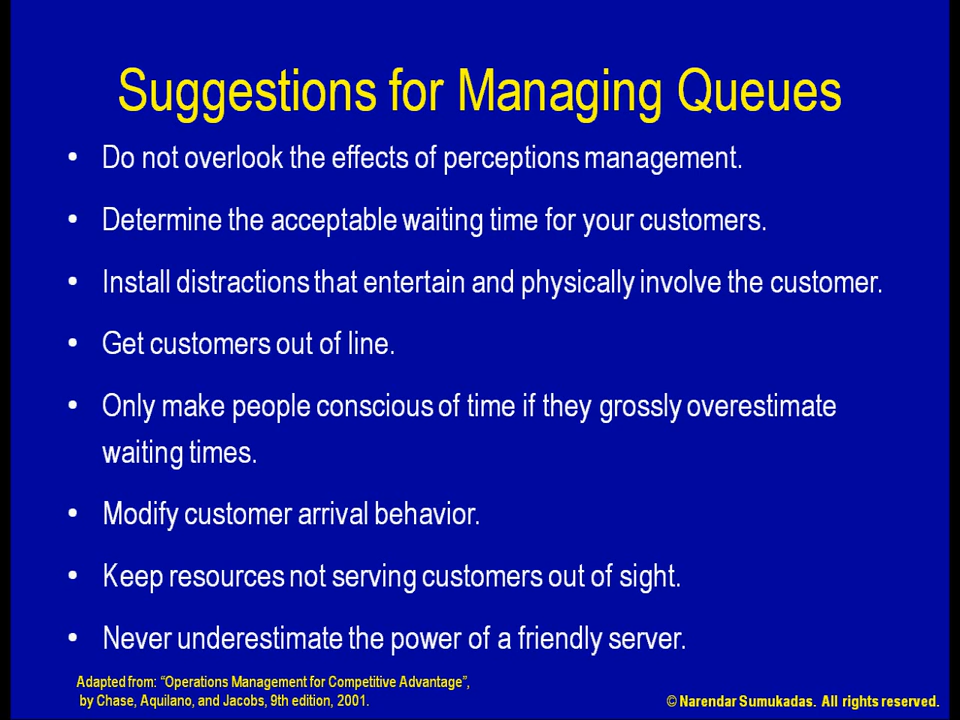 Suggestions for Managing Queues
• Do not overlook the effects of perceptions management.
• Determine the acceptable waiting time for your customers.
• Install distractions that entertain and physically involve the customer.
• Get customers out of line.
• Only make people conscious of time if they grossly overestimate
waiting times.
• Modify customer arrival behavior.
• Keep resources not serving customers out of sight.
• Never underestimate the power of a friendly server.
Adapted from: “Operations Management for Competitive Advantage”,
by Chase, Aquilano, and Jacobs, 9th edition, 2001.
© Narendar Sumukadas. All rights reserved.